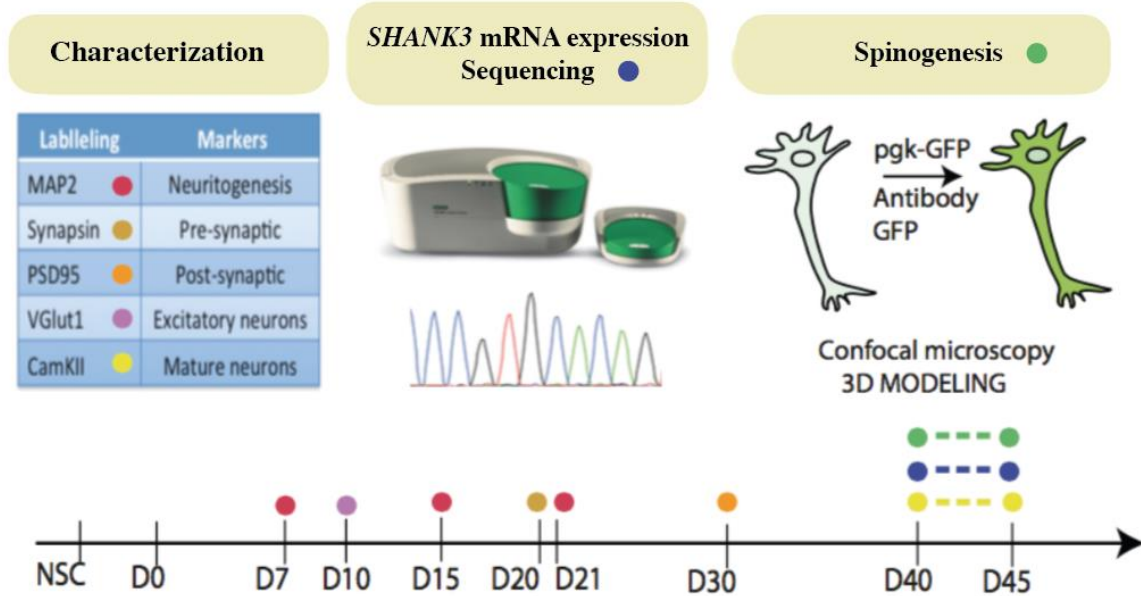 Characterization
SHANK3 mRNA expression
Sequencing
Spinogenesis
Lablleling Markers
MAP2 Neuritogenesis
Synapsin Pre-synaptic
PSD95 Post-synaptic
VGlut1 Excitatory neurons
CamKII Mature neurons
pgk-GFP
Antibody
GFP
Confocal microscopy
3D MODELING
NSC D0 D7 D10 D15 D20 D21 D30 D40 D45